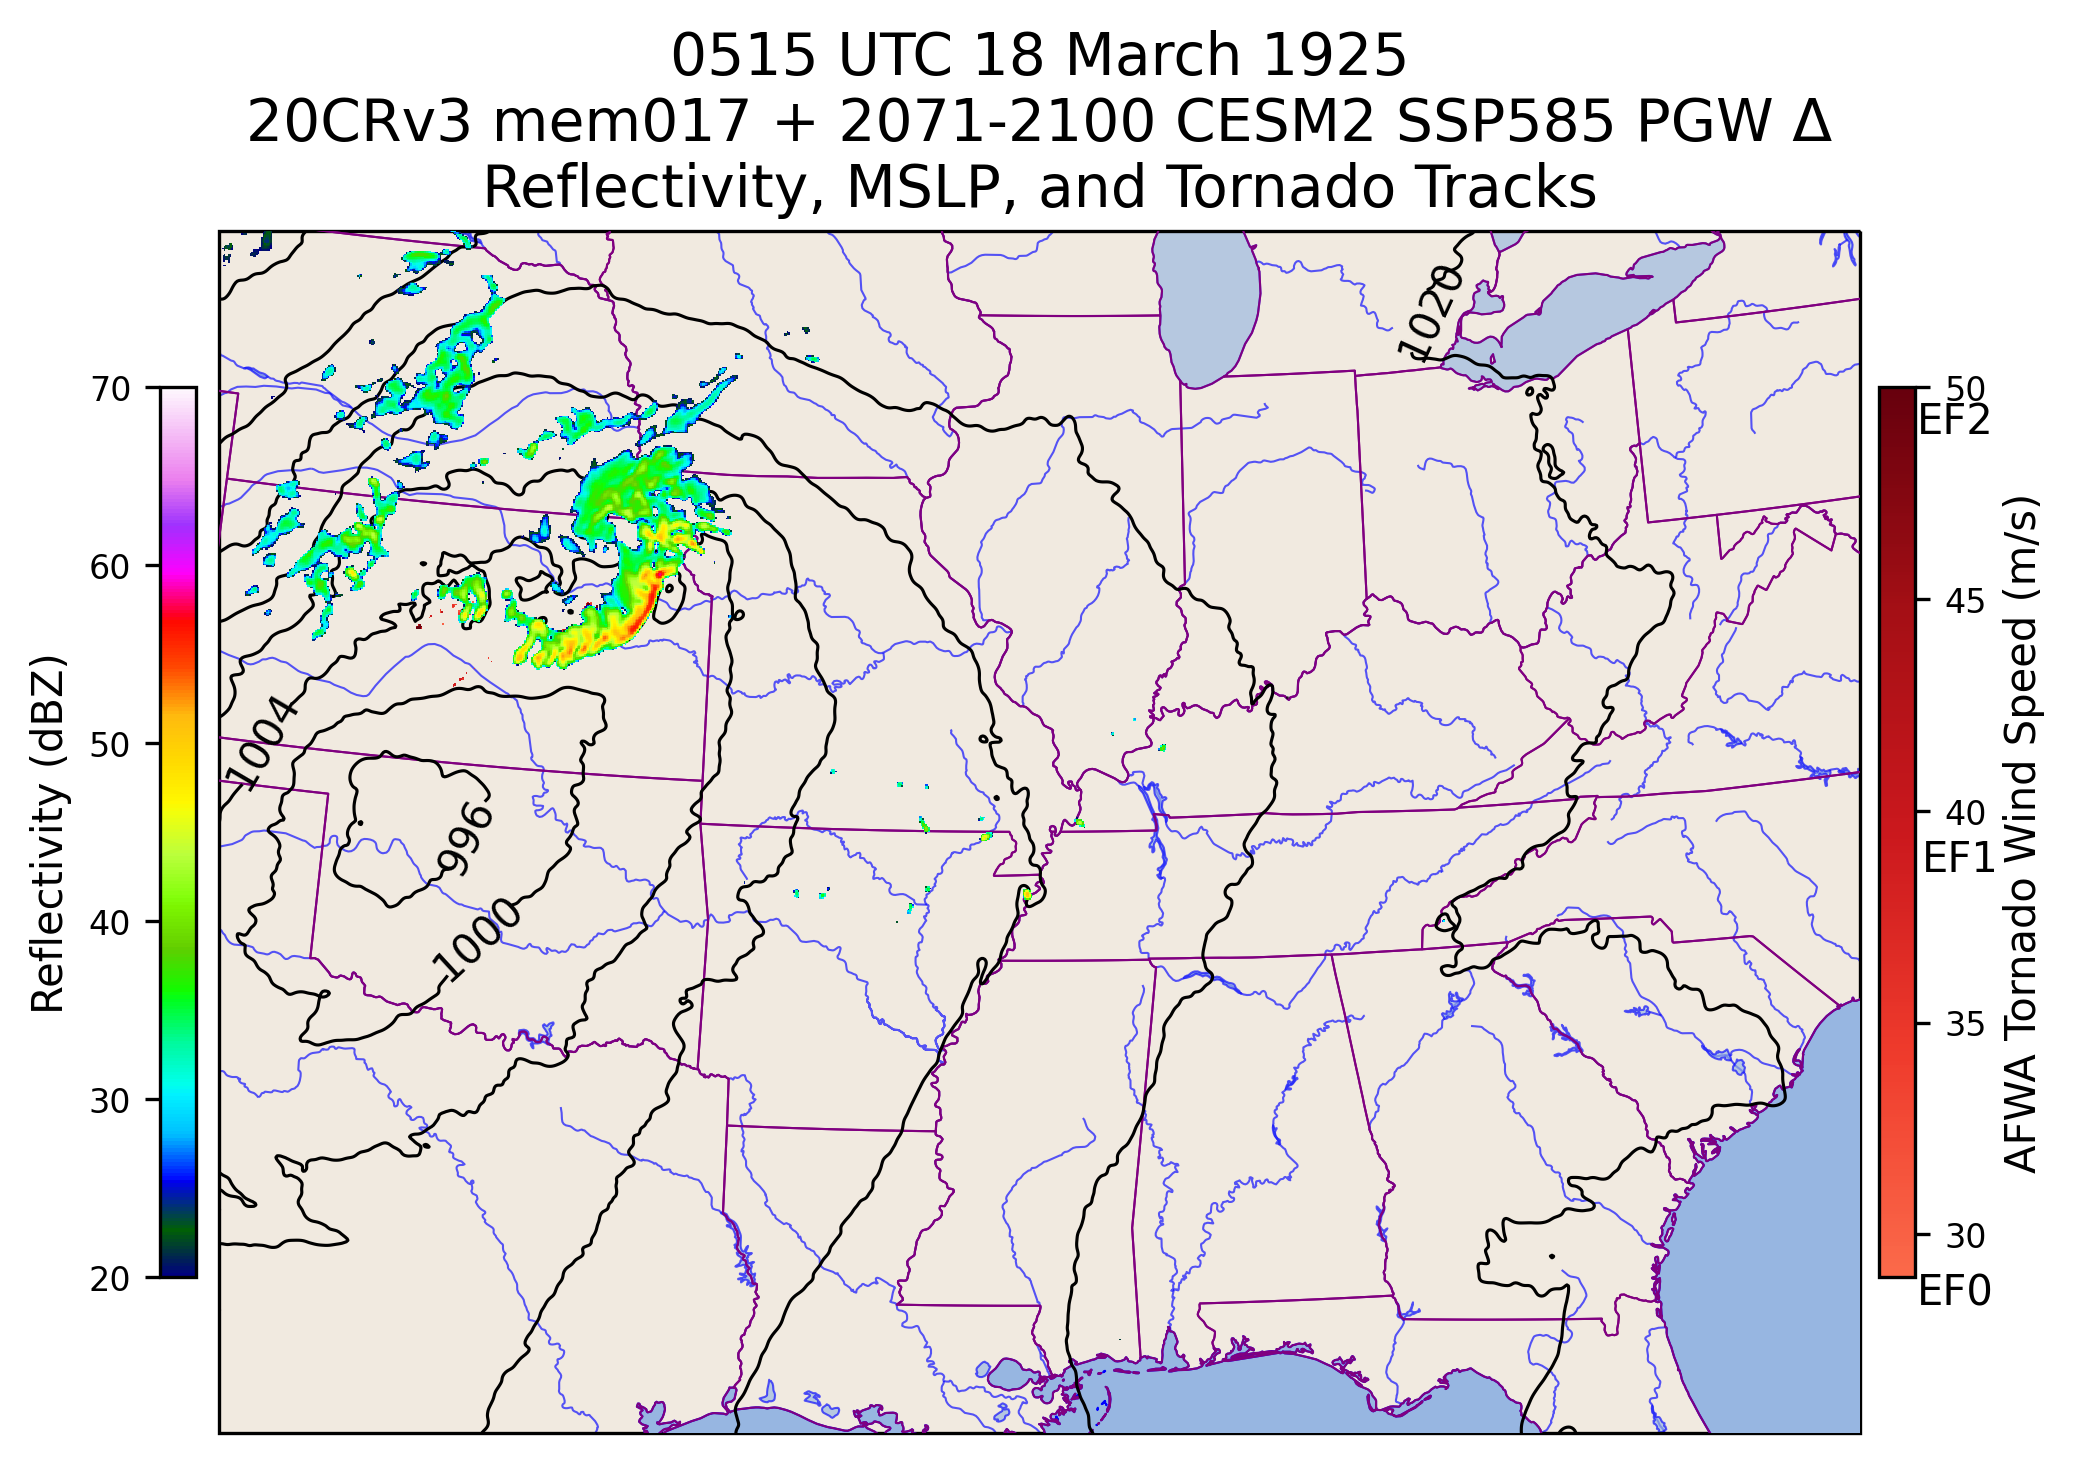 0515 UTC 18 March 1925
20CRv3 mem017 + 2071-2100 CESM2 SSP585 PGW Δ
Reflectivity, MSLP, and Tornado Tracks
70
60
50
40
30
20
Reflectivity (dBZ)
1020
1004
996
1000
50
EF2
45
40
EF1
35
30
EF0
AFWA Tornado Wind Speed (m/s)